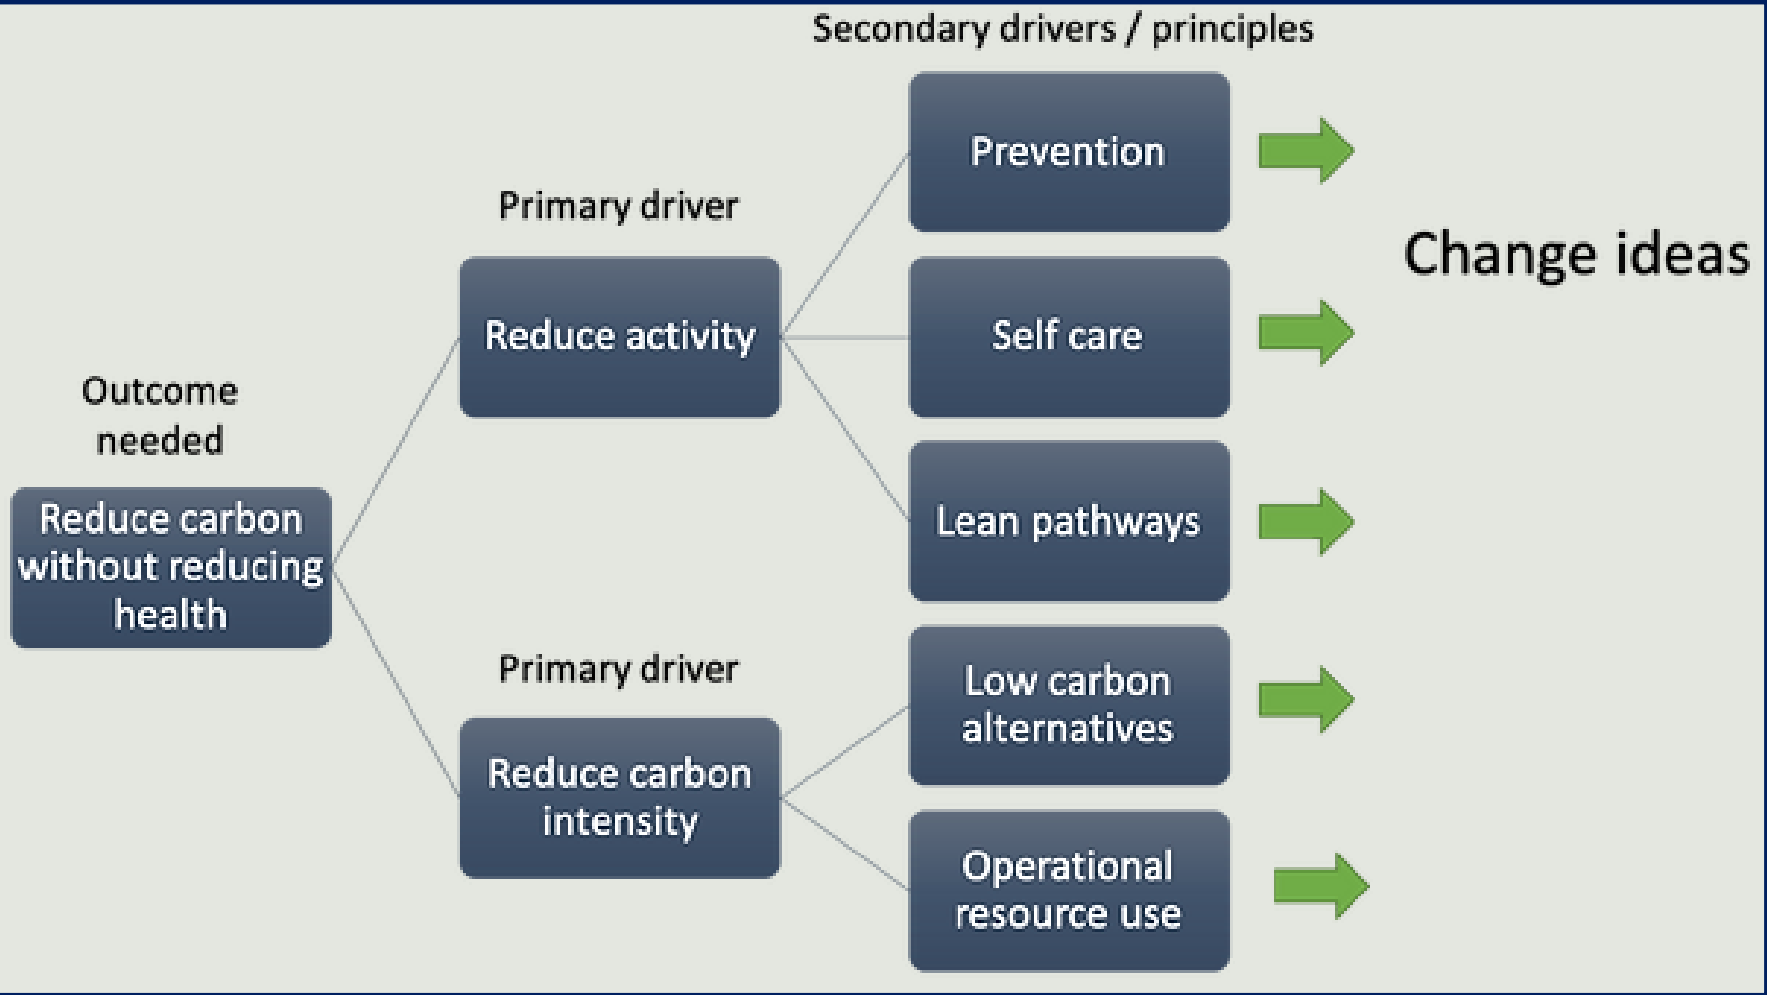 Secondary drivers / principles
Prevention
Primary driver
Change ideas
Reduce activity
Self care
Outcome
needed
Lean pathways
Reduce carbon
without reducing
health
Primary driver
Low carbon
alternatives
Reduce carbon
intensity
Operational
resource use